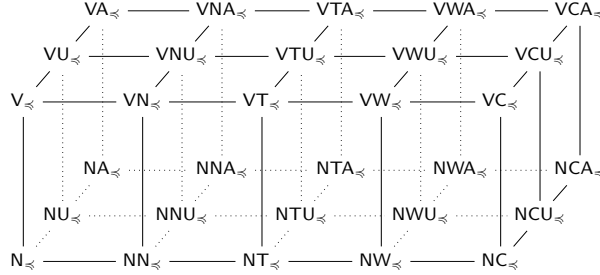 VA≼ VNA≼ VTA≼ VWA≼ VCA≼
VU≼ VNU≼ VTU≼ VWU≼ VCU≼
V≼ VN≼ VT≼ VW≼ VC≼
NA≼ NNA≼ NTA≼ NWA≼ NCA≼
NU≼ NNU≼ NTU≼ NWU≼ NCU≼
N≼ NN≼ NT≼ NW≼ NC≼